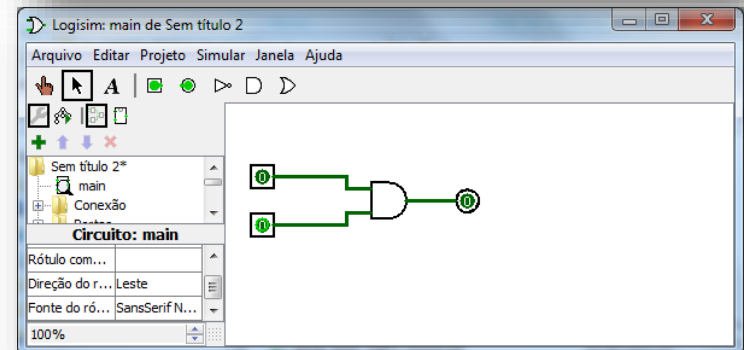 Logisim: main de Sem título 2
Arquivo Editar Projeto Simular Janela Ajuda
A
Sem título 2*
main
Conexão
Portas
Circuito: main
Rótulo com...
Direção do r... Leste
Fonte do ró... SansSerif N...
100%
0
0
0